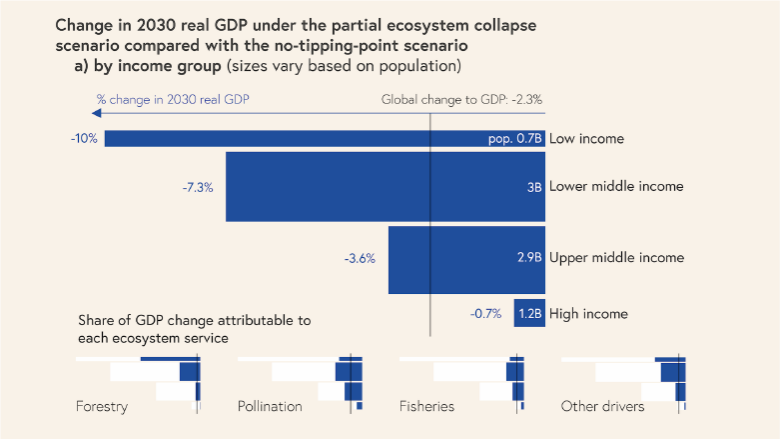 Change in 2030 real GDP under the partial ecosystem collapse
scenario compared with the no-tipping-point scenario
a) by income group (sizes vary based on population)
% change in 2030 real GDP
Global change to GDP: -2.3%
-10% pop. 0.7B Low income
-7.3% 3B Lower middle income
-3.6% 2.9B Upper middle income
-0.7% 1.2B High income
Share of GDP change attributable to
each ecosystem service
Forestry Pollination Fisheries Other drivers